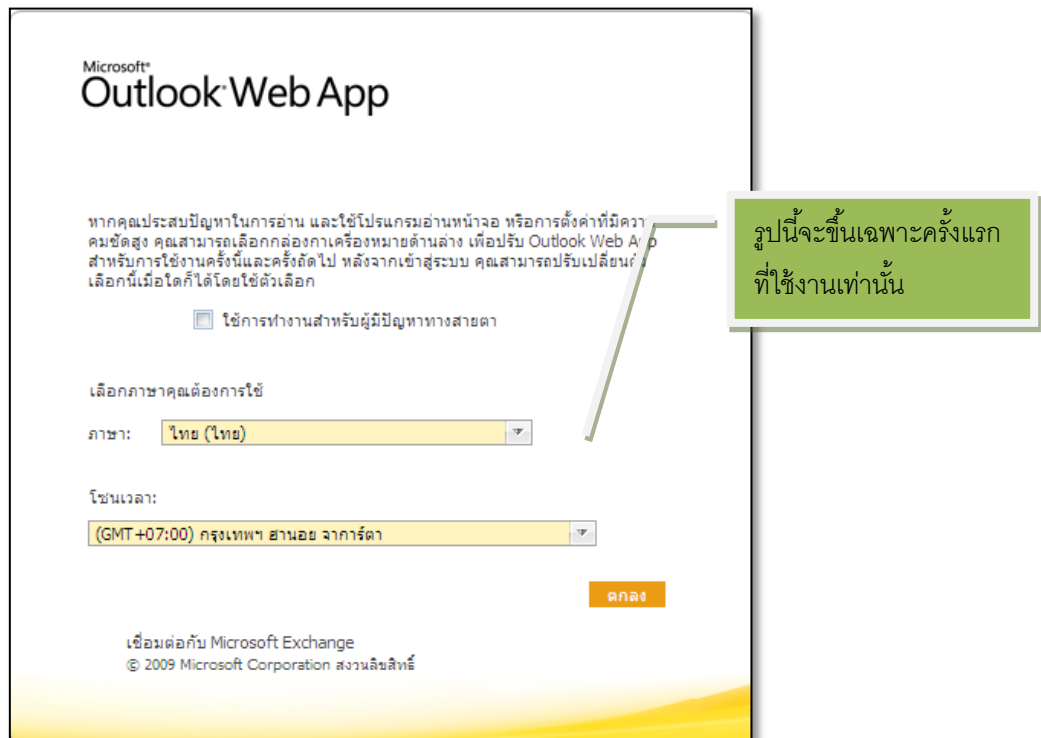 Microsoft®
Outlook Web App
หากคุณประสบปัญหาในการอ่าน และใช้โปรแกรมอ่านหน้าจอ หรือการตั้งค่าที่มีความ
คมชัดสูง คุณสามารถเลือกกล่องกาเครื่องหมายด้านล่าง เพื่อปรับ Outlook Web App
สำหรับการใช้งานครั้งนี้และครั้งถัดไป หลังจากเข้าสู่ระบบ คุณสามารถปรับเปลี่ยนตัว
เลือกนี้เมื่อใดก็ได้โดยใช้ตัวเลือก
ใช้การทำงานสำหรับผู้มีปัญหาทางสายตา
เลือกภาษาคุณต้องการใช้
ภาษา: ไทย (ไทย)
โซนเวลา:
(GMT+07:00) กรุงเทพฯ ฮานอย จาการ์ตา
ตกลง
เชื่อมต่อกับ Microsoft Exchange
© 2009 Microsoft Corporation สงวนลิขสิทธิ์
รูปนี้จะขึ้นเฉพาะครั้งแรก
ที่ใช้งานเท่านั้น